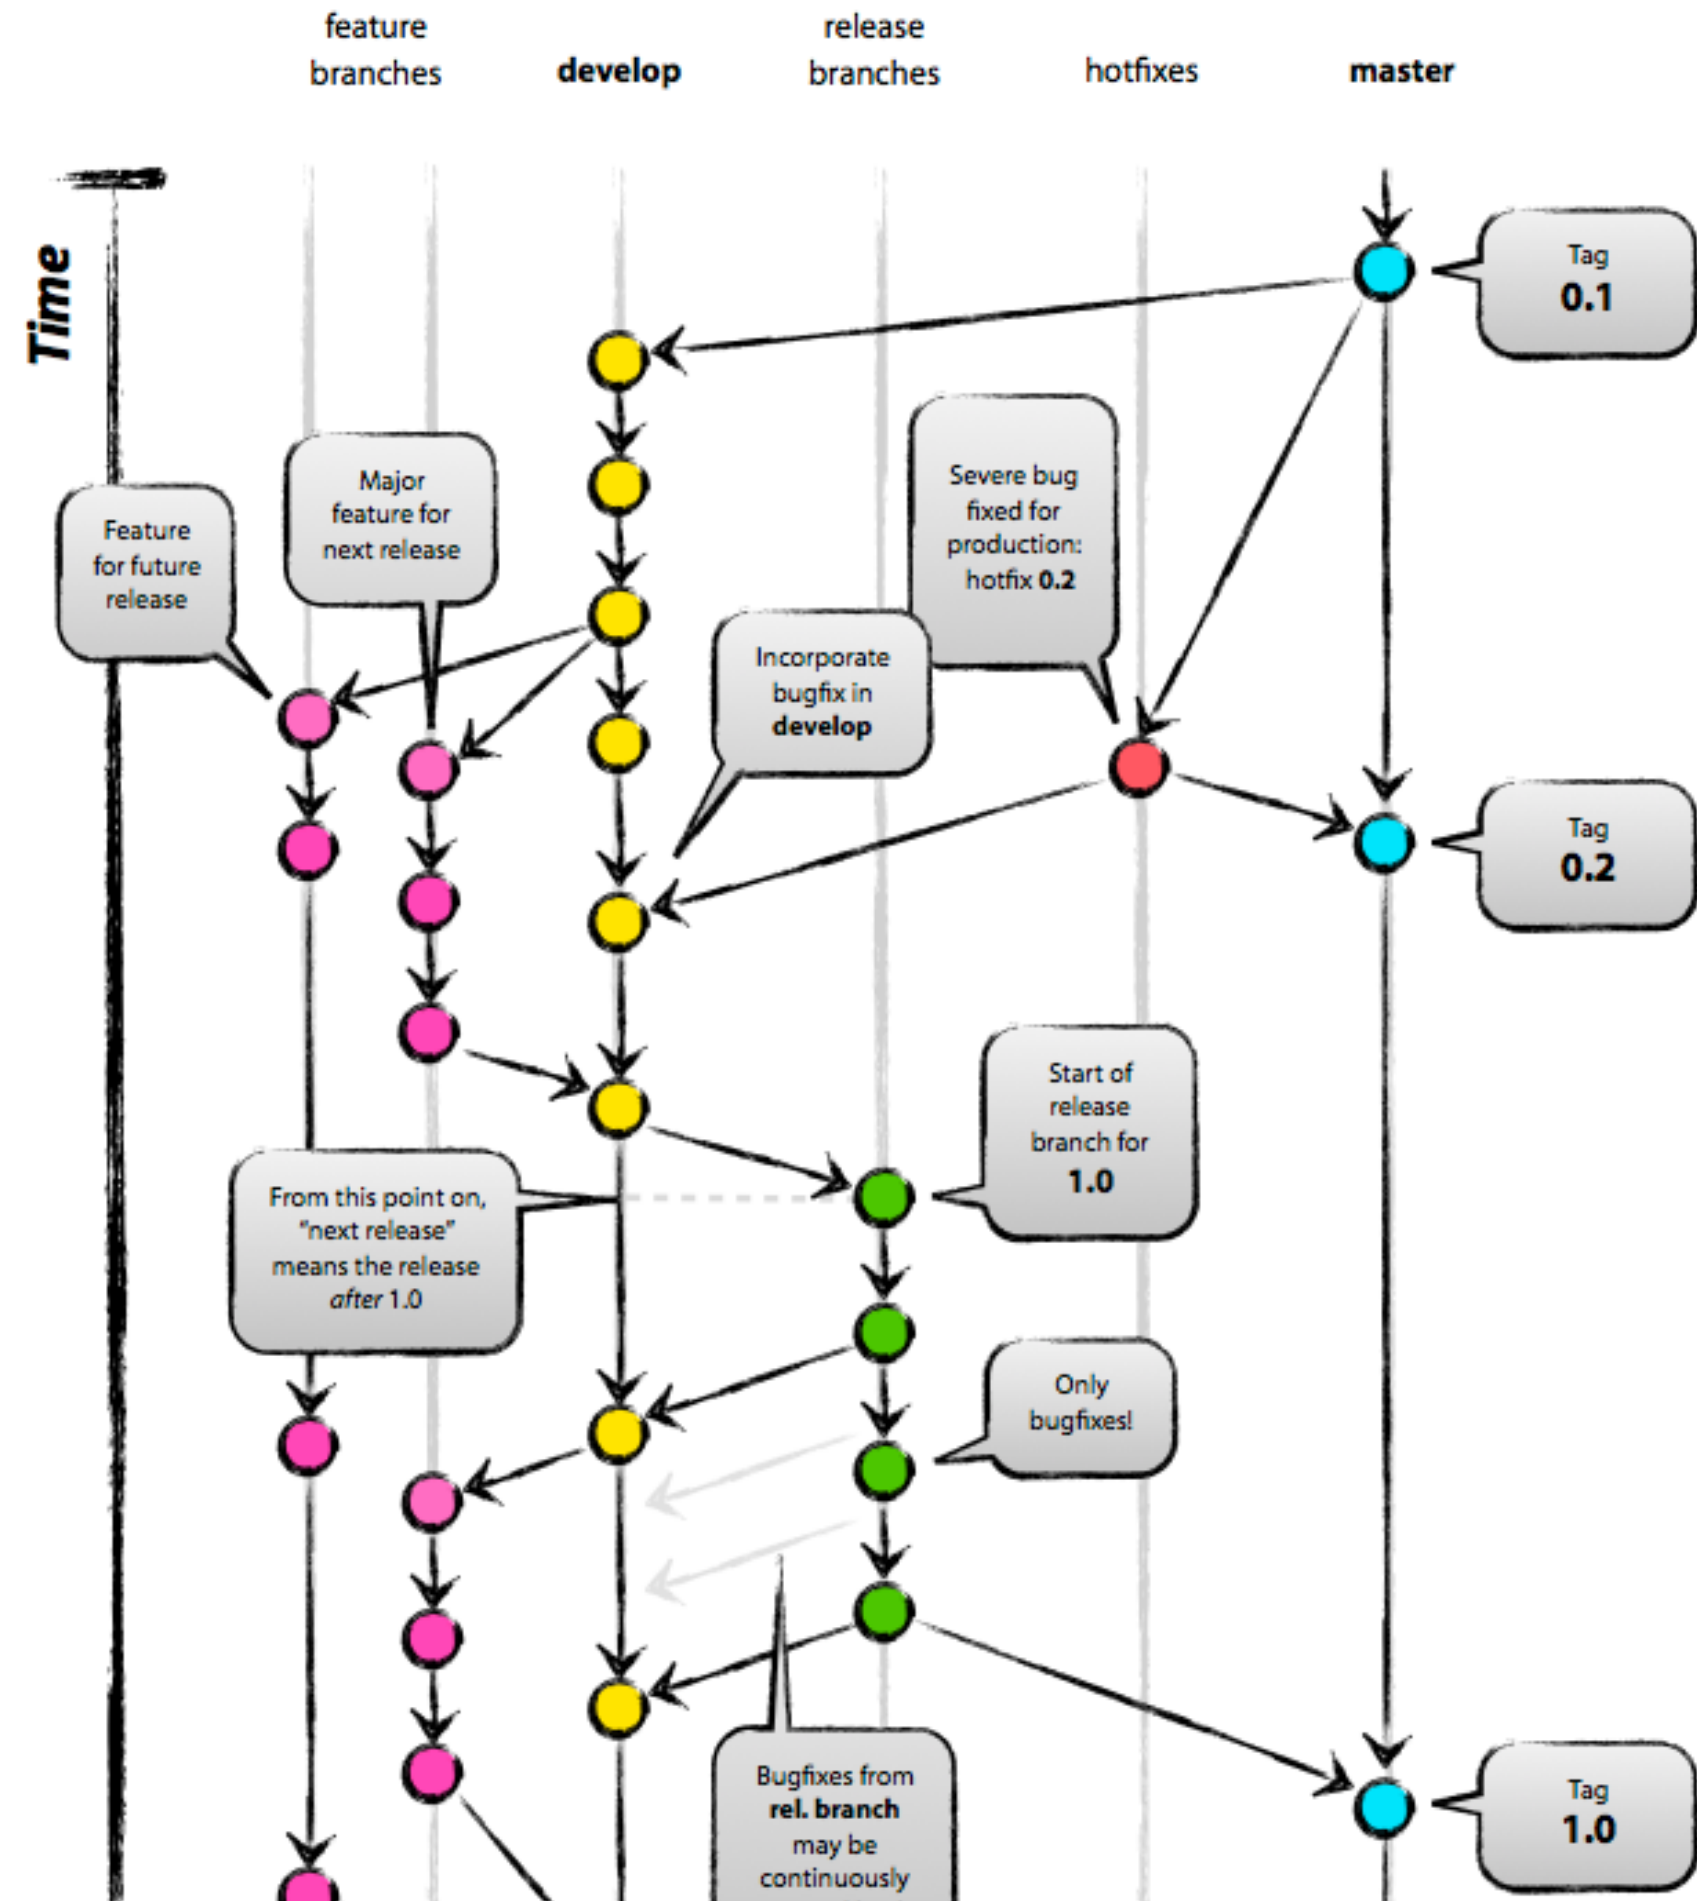 feature
branches
develop
release
branches
hotfixes
master
Time
Tag
0.1
Major
feature for
next release
Feature
for future
release
Severe bug
fixed for
production:
hotfix 0.2
Incorporate
bugfix in
develop
Tag
0.2
Start of
release
branch for
1.0
From this point on,
“next release”
means the release
after 1.0
Only
bugfixes!
Bugfixes from
rel. branch
may be
continuously
Tag
1.0